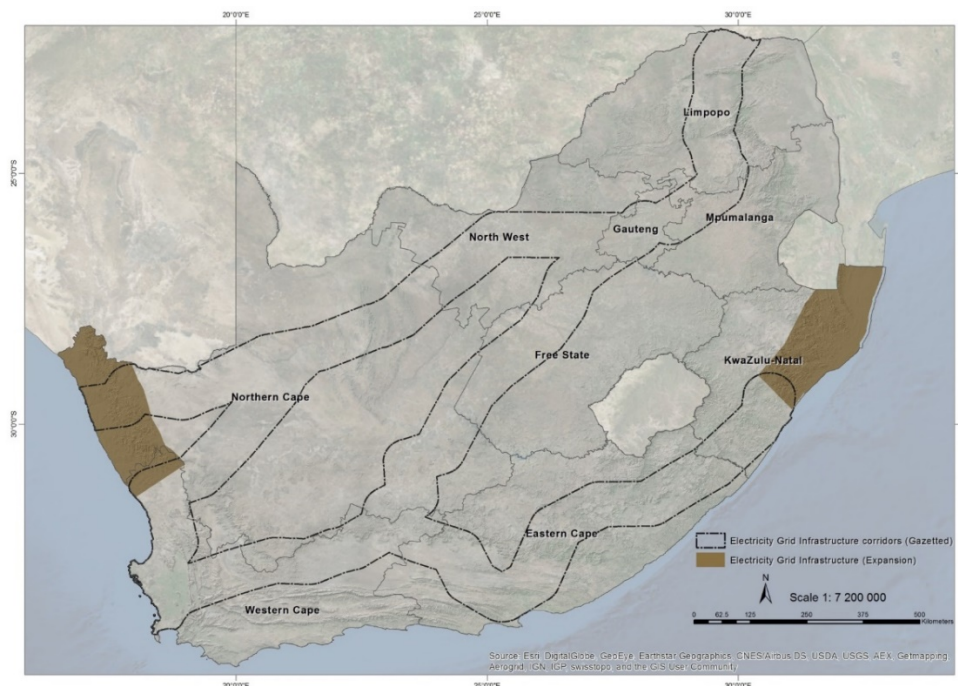 20°0'0"E 25°0'0"E 30°0'0"E
25°0'0"S
30°0'0"S
Limpopo
Mpumalanga
Gauteng
North West
Free State
KwaZulu-Natal
Northern Cape
Eastern Cape
Western Cape
Electricity Grid Infrastructure corridors (Gazetted)
Electricity Grid Infrastructure (Expansion)
N
Scale 1: 7 200 000
0 62.5 125 250 375 500
Kilometers
Source: Esri, DigitalGlobe, GeoEye, Earthstar Geographics, CNES/Airbus DS, USDA, USGS, AEX, Getmapping,
Aerogrid, IGN, IGP, swisstopo, and the GIS User Community
20°0'0"E 25°0'0"E 30°0'0"E